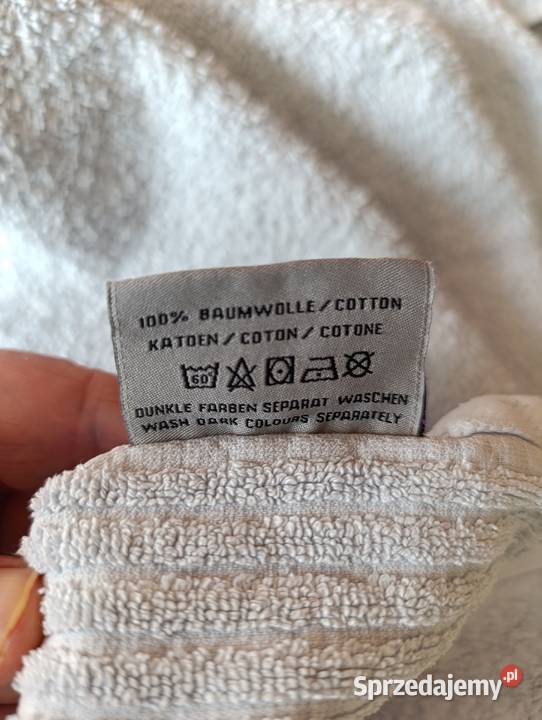 100% BAUMWOLLE/COTTON
KATOEN/COTON/COTONE
60
DUNKLE FARBEN SEPARAT WASCHEN
WASH DARK COLOURS SEPARATELY
Sprzedajemy.pl